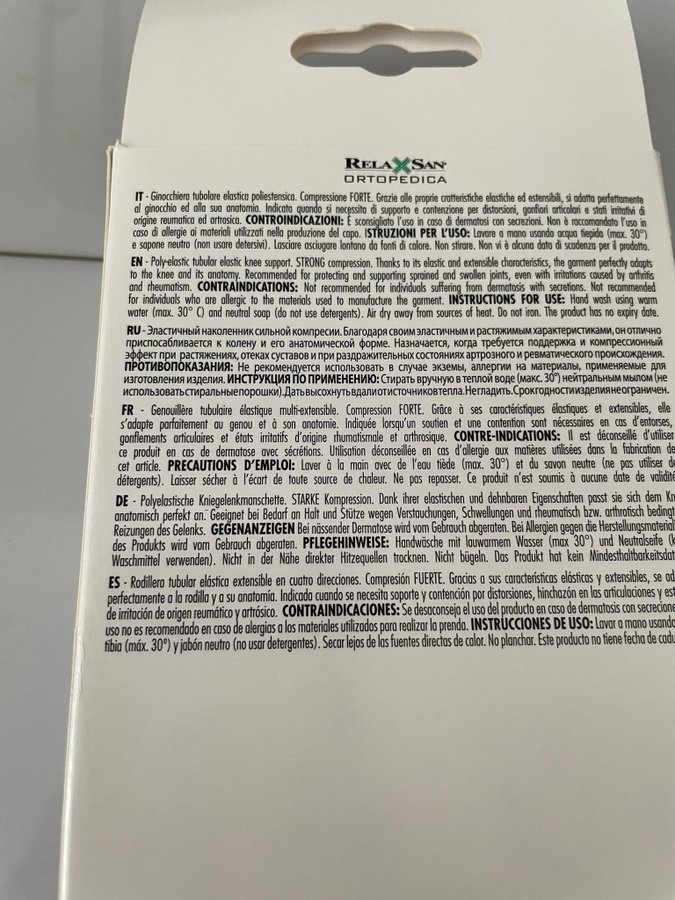 RELAXSAN
ORTOPEDICA
IT - Ginocchiera tubolare elastica poliestensica. Compressione FORTE. Grazie alle proprie cratteristiche elastiche ed estensibili, si adatta perfettamente
al ginocchio ed alla sua anatomia. Indicata quando si necessita di supporto e contenzione per distorsioni, gonfiori articolari e stati irritativi di
origine reumatica ed artrosica. CONTROINDICAZIONI: È sconsigliato l'uso in caso di dermatosi con secrezioni. Non è raccomandato l'uso in
caso di allergie ai materiali utilizzati nella produzione del capo. ISTRUZIONI PER L'USO: Lavare a mano usando acqua tiepida (max. 30°)
e sapone neutro (non usare detersivi). Lasciare asciugare lontano da fonti di calore. Non stirare. Non vi è alcuna data di scadenza per il prodotto.
EN - Poly-elastic tubular elastic knee support. STRONG compression. Thanks to its elastic and extensible characteristics, the garment perfectly adapts
to the knee and its anatomy. Recommended for protecting and supporting sprained and swollen joints, even with irritations caused by arthritis
and rheumatism. CONTRAINDICATIONS: Not recommended for individuals suffering from dermatosis with secretions. Not recommended
for individuals who are allergic to the materials used to manufacture the garment. INSTRUCTIONS FOR USE: Hand wash using warm
water (max. 30° C) and neutral soap (do not use detergents). Air dry away from sources of heat. Do not iron. The product has no expiry date.
RU - Эластичный наколенник сильной компресии. Благодаря своим эластичным и растяжимым характеристиками, он отлично
приспосабливается к колену и его анатомической форме. Назначается, когда требуется поддержка и компрессионный
эффект при растяжениях, отеках суставов и при раздражительных состояниях артрозного и ревматического происхождения.
ПРОТИВОПОКАЗАНИЯ: Не рекомендуется использовать в случае экземы, аллергии на материалы, применяемые для
изготовления изделия. ИНСТРУКЦИЯ ПО ПРИМЕНЕНИЮ: Стирать вручную в теплой воде (макс. 30°) нейтральным мылом (не
использовать стиральные порошки). Дать высохнуть вдали от источников тепла. Не гладить. Срок годности изделия не ограничен.
FR - Genouillère tubulaire élastique multi-extensible. Compression FORTE. Grâce à ses caractéristiques élastiques et extensibles, elle
s'adapte parfaitement au genou et à son anatomie. Indiquée lorsqu'un soutien et une contention sont nécessaires en cas d'entorses,
gonflements articulaires et états irritatifs d'origine rhumatismale et arthrosique. CONTRE-INDICATIONS: Il est déconseillé d'utiliser
ce produit en cas de dermatose avec sécrétions. Utilisation déconseillée en cas d'allergie aux matières utilisées dans la fabrication de
cet article. PRECAUTIONS D'EMPLOI: Laver à la main avec de l'eau tiède (max. 30°) et du savon neutre (ne pas utiliser de
détergents). Laisser sécher à l'écart de toute source de chaleur. Ne pas repasser. Ce produit n'est soumis à aucune date de validité
DE - Polyelastische Kniegelenkmanschette. STARKE Kompression. Dank ihrer elastischen und dehnbaren Eigenschaften passt sie sich dem Kn
anatomisch perfekt an. Geeignet bei Bedarf an Halt und Stütze wegen Verstauchungen, Schwellungen und rheumatisch bzw. arthrotisch bedingt
Reizungen des Gelenks. GEGENANZEIGEN Bei nässender Dermatose wird vom Gebrauch abgeraten. Bei Allergien gegen die Herstellungsmaterial
des Produkts wird vom Gebrauch abgeraten. PFLEGEHINWEISE: Handwäsche mit lauwarmem Wasser (max 30°) und Neutralseife (k
Waschmittel verwenden). Nicht in der Nähe direkter Hitzequellen trocknen. Nicht bügeln. Das Produkt hat kein Mindesthaltbarkeitsdat
ES - Rodillera tubular elástica extensible en cuatro direcciones. Compresión FUERTE. Gracias a sus características elásticas y extensibles, se ad
perfectamente a la rodilla y a su anatomía. Indicada cuando se necesita soporte y contención por distorsiones, hinchazón en las articulaciones y est
de irritación de origen reumático y artrósico. CONTRAINDICACIONES: Se desaconseja el uso del producto en caso de dermatosis con secrecione
uso no es recomendado en caso de alergias a los materiales utilizados para realizar la prenda. INSTRUCCIONES DE USO: Lavar a mano usando
tibia (máx. 30°) y jabón neutro (no usar detergentes). Secar lejos de las fuentes directas de calor. No planchar. Este producto no tiene fecha de cadu